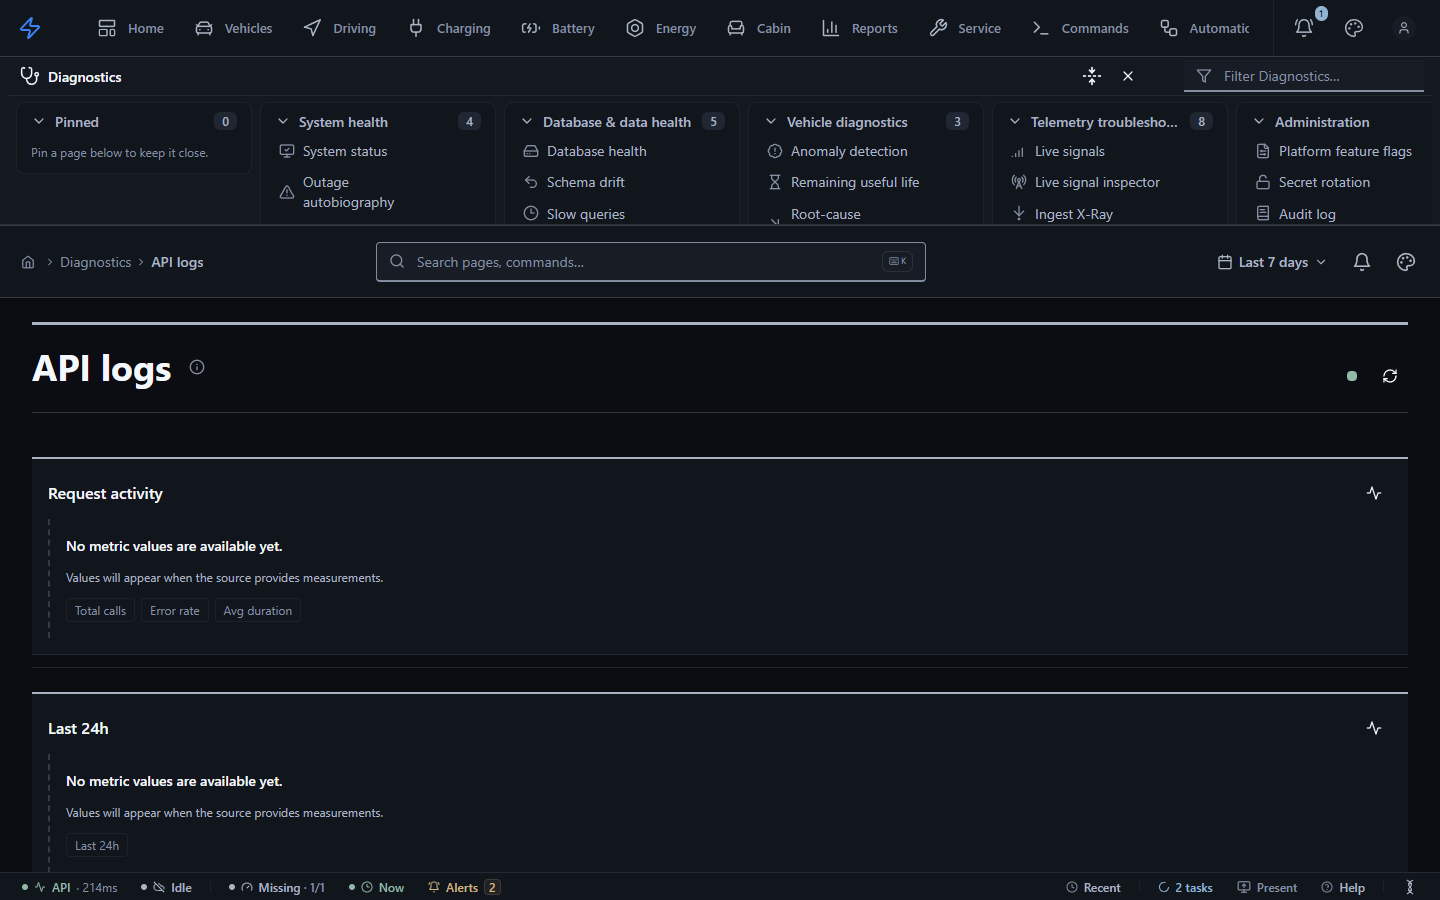 Home Vehicles Driving Charging Battery Energy Cabin Reports Service Commands Automatic 1
Diagnostics Filter Diagnostics...
Pinned 0
Pin a page below to keep it close.
System health 4
System status
Outage
autobiography
Database & data health 5
Database health
Schema drift
Slow queries
Vehicle diagnostics 3
Anomaly detection
Remaining useful life
Root-cause
Telemetry troublesho... 8
Live signals
Live signal inspector
Ingest X-Ray
Administration
Platform feature flags
Secret rotation
Audit log
Diagnostics API logs Search pages, commands... K Last 7 days
API logs
Request activity
No metric values are available yet.
Values will appear when the source provides measurements.
Total calls Error rate Avg duration
Last 24h
No metric values are available yet.
Values will appear when the source provides measurements.
Last 24h
API · 214ms Idle Missing · 1/1 Now Alerts 2 Recent 2 tasks Present Help